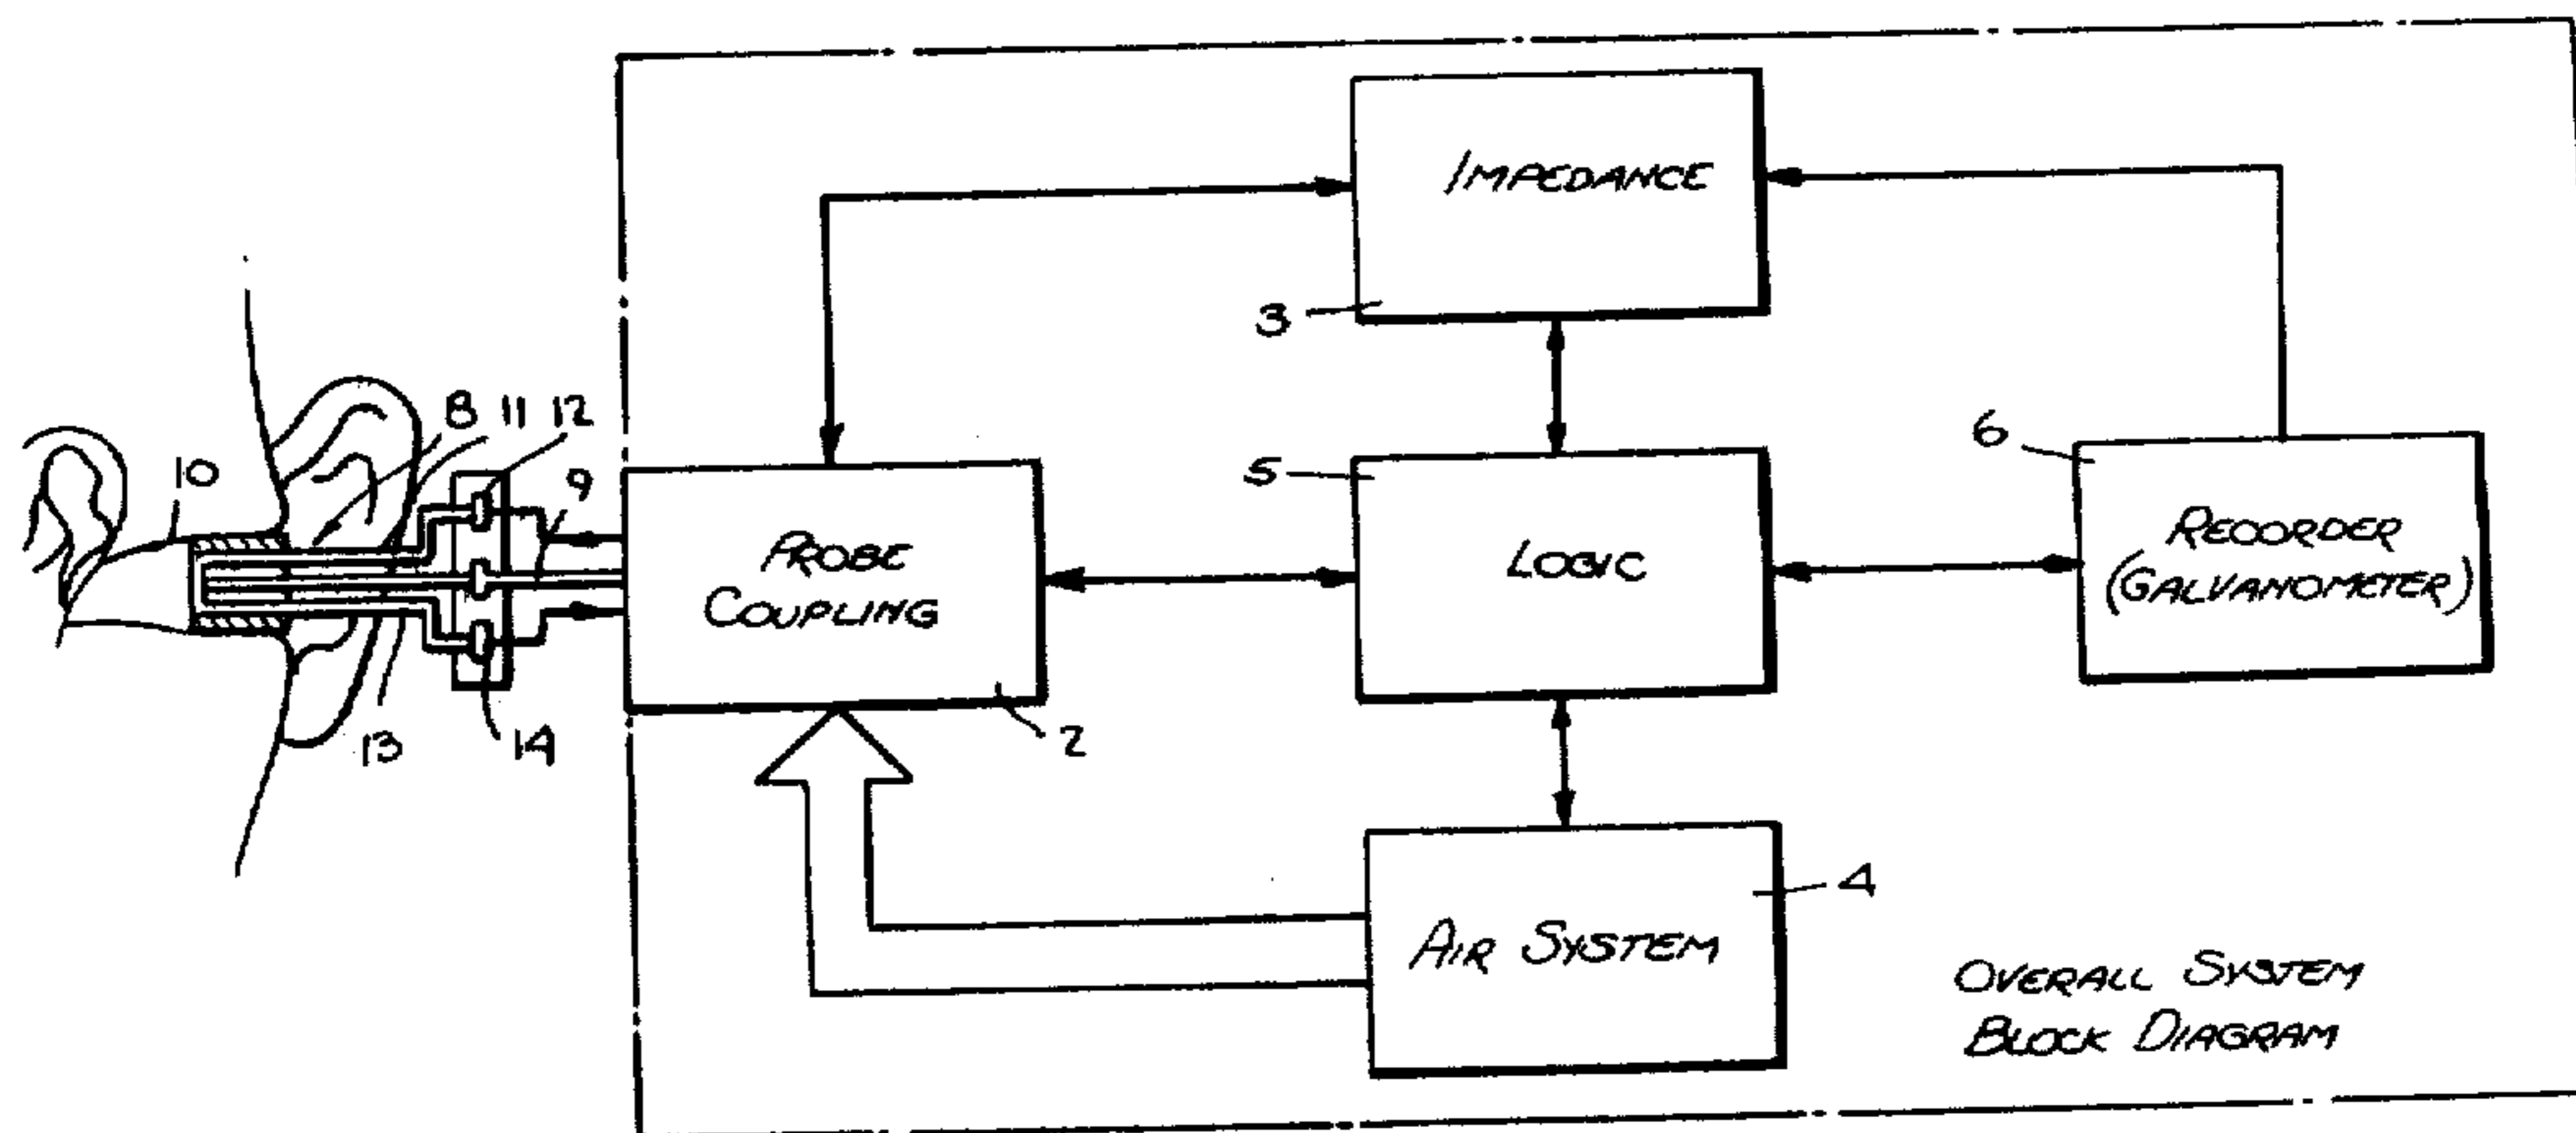 IMPEDANCE
3
8 11 12
10
9
5
6
PROBE
COUPLING
LOGIC
RECORDER
(GALVANOMETER)
13
14
2
4
AIR SYSTEM
OVERALL SYSTEM
BLOCK DIAGRAM